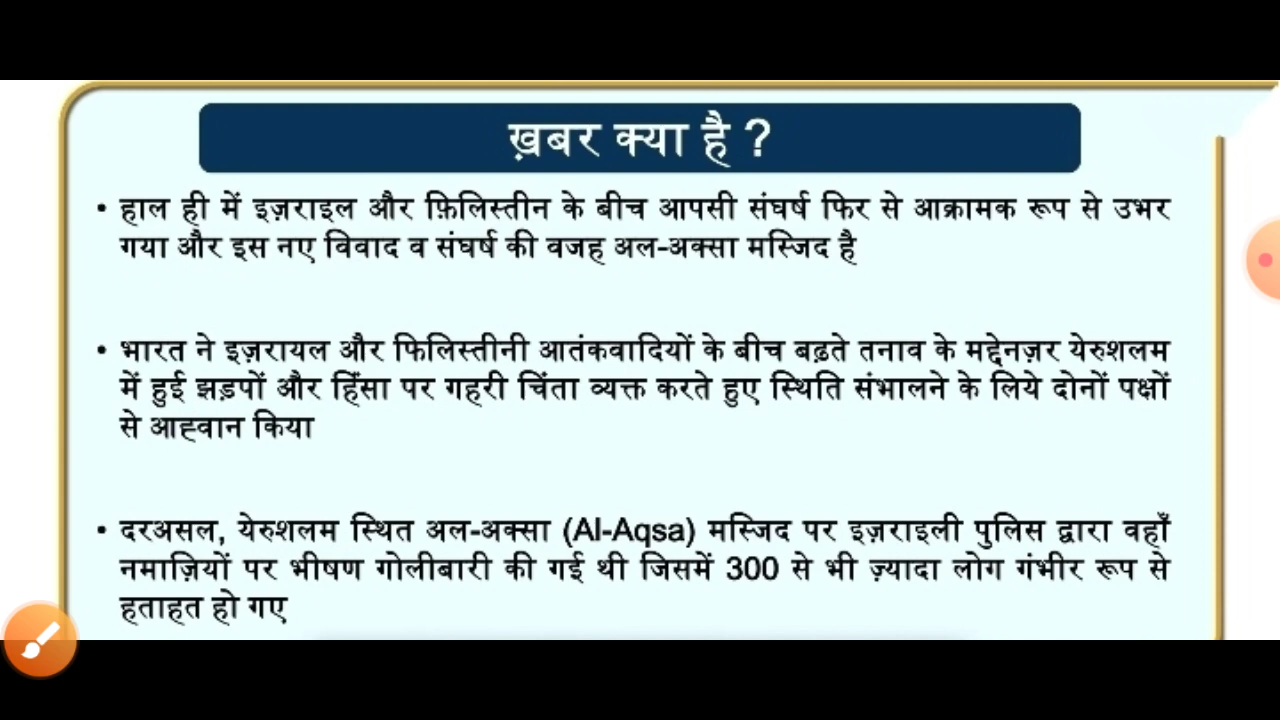 ख़बर क्या है ?
• हाल ही में इज़राइल और फ़िलिस्तीन के बीच आपसी संघर्ष फिर से आक्रामक रूप से उभर
गया और इस नए विवाद व संघर्ष की वजह अल-अक्सा मस्जिद है
• भारत ने इज़रायल और फिलिस्तीनी आतंकवादियों के बीच बढ़ते तनाव के मद्देनज़र येरुशलम
में हुई झड़पों और हिंसा पर गहरी चिंता व्यक्त करते हुए स्थिति संभालने के लिये दोनों पक्षों
से आह्वान किया
• दरअसल, येरुशलम स्थित अल-अक्सा (Al-Aqsa) मस्जिद पर इज़राइली पुलिस द्वारा वहाँ
नमाज़ियों पर भीषण गोलीबारी की गई थी जिसमें 300 से भी ज़्यादा लोग गंभीर रूप से
हताहत हो गए